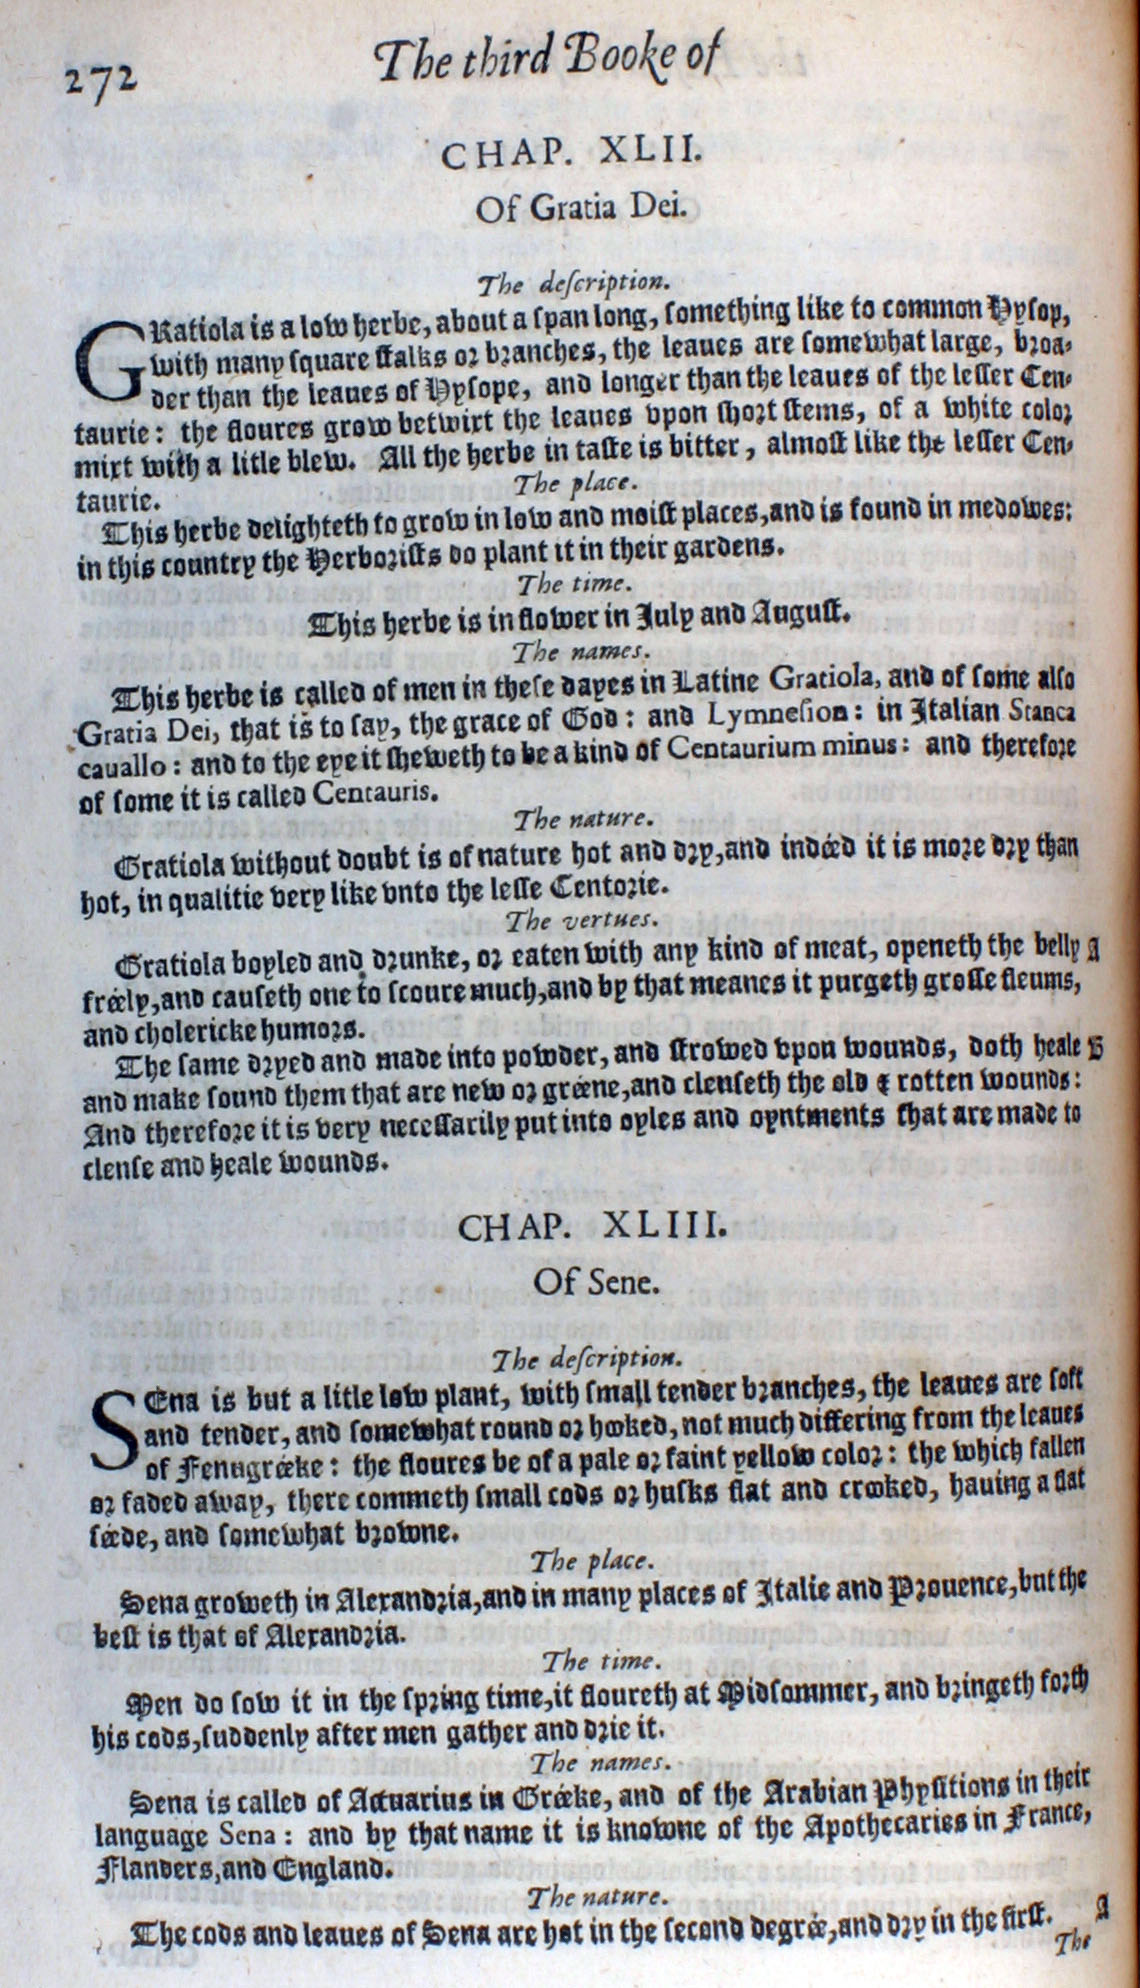 272
The third Booke of
CHAP. XLII.
Of Gratia Dei.
The deſcription.
GRatiola is a low herbe, about a ſpan long, ſomething like to common Hyſop,
with many ſquare ſtalks or branches, the leaues are ſomewhat large, broa-
der than the leaues of Hyſope, and longer than the leaues of the leſſer Cen-
taurie: the floures grow betwixt the leaues vpon ſhort ſtems, of a white color
mixt with a litle blew. All the herbe in taſte is bitter, almoſt like the leſſer Cen-
taurie.
The place.
This herbe delighteth to grow in low and moiſt places,and is found in medowes:
in this country the Herboriſts do plant it in their gardens.
The time.
This herbe is in flower in July and Auguſt.
The names.
This herbe is called of men in theſe dayes in Latine Gratiola, and of ſome alſo
Gratia Dei, that is to ſay, the grace of God: and Lymneſion: in Italian Stanca
cauallo: and to the eye it ſheweth to be a kind of Centaurium minus: and therefore
of ſome it is called Centauris.
The nature.
Gratiola without doubt is of nature hot and dry,and indeed it is more dry than
hot, in qualitie very like vnto the leſſe Centorie.
The vertues.
Gratiola boyled and drunke, or eaten with any kind of meat, openeth the belly A
freely,and cauſeth one to ſcoure much,and by that meanes it purgeth groſſe fleums,
and cholericke humors.
The ſame dryed and made into powder, and ſtrowed vpon wounds, doth heale B
and make ſound them that are new or greene,and clenſeth the old & rotten wounds:
And therefore it is very neceſſarily put into oyles and oyntments that are made to
clenſe and heale wounds.
CHAP. XLIII.
Of Sene.
The deſcription.
SEna is but a litle low plant, with ſmall tender branches, the leaues are ſoft
and tender, and ſomewhat round or hooked, not much differing from the leaues
of Fenugreeke: the floures be of a pale or faint yellow color: the which fallen
or faded away, there commeth ſmall cods or huſks flat and crooked, hauing a flat
ſeede, and ſomewhat browne.
The place.
Sena groweth in Alexandria,and in many places of Italie and Prouence,but the
beſt is that of Alexandria.
The time.
Men do ſow it in the ſpring time,it floureth at Midſommer, and bringeth forth
his cods,ſuddenly after men gather and drie it.
The names.
Sena is called of Actuarius in Greeke, and of the Arabian Phyſitions in their
language Sena: and by that name it is knowne of the Apothecaries in France,
Flanders,and England.
The nature.
The cods and leaues of Sena are hot in the ſecond degree,and dry in the firſt. A
The